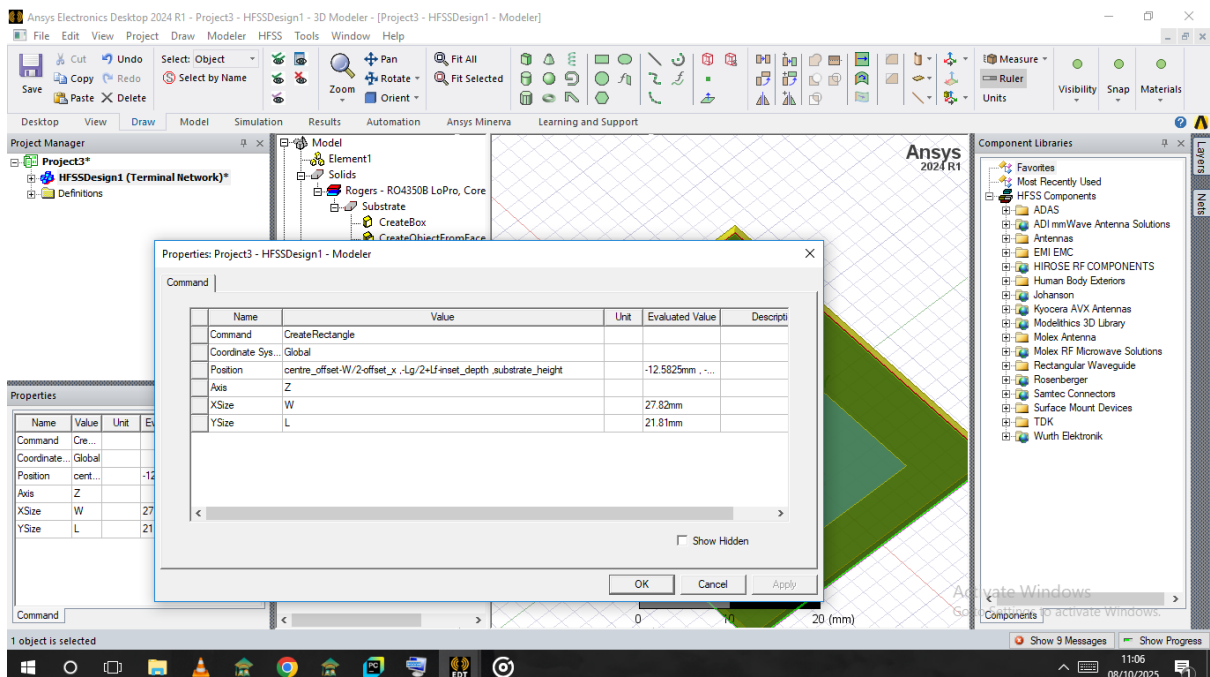 Ansys Electronics Desktop 2024 R1 - Project3 - HFSSDesign1 - 3D Modeler - [Project3 - HFSSDesign1 - Modeler]
File Edit View Project Draw Modeler HFSS Tools Window Help
Save
Cut Undo Select: Object
Copy Redo Select by Name
Paste Delete
Zoom
Pan Fit All
Rotate Fit Selected
Orient
Measure
Ruler
Units
Visibility Snap Materials
Desktop View Draw Model Simulation Results Automation Ansys Minerva Learning and Support
Project Manager
Project3*
HFSSDesign1 (Terminal Network)*
Definitions
Model
Element1
Solids
Rogers - RO4350B LoPro, Core
Substrate
CreateBox
CreateObjectFromFace
Ansys
2024 R1
Component Libraries
Favorites
Most Recently Used
HFSS Components
ADAS
ADI mmWave Antenna Solutions
Antennas
EMI EMC
HIROSE RF COMPONENTS
Human Body Exteriors
Johanson
Kyocera AVX Antennas
Modelithics 3D Library
Molex Antenna
Molex RF Microwave Solutions
Rectangular Waveguide
Rosenberger
Samtec Connectors
Surface Mount Devices
TDK
Wurth Elektronik
Components
Layers
Nets
Properties: Project3 - HFSSDesign1 - Modeler
Command
Name Value Unit Evaluated Value Descripti
Command CreateRectangle
Coordinate Sys... Global
Position centre_offset-W/2-offset_x ,-Lg/2+Lf-inset_depth ,substrate_height -12.5825mm , -...
Axis Z
XSize W 27.82mm
YSize L 21.81mm
Show Hidden
OK Cancel Apply
Properties
Name Value Unit Ev
Command Cre...
Coordinate... Global
Position cent... -12
Axis Z
XSize W 27
YSize L 21
Command
0 10 20 (mm)
Activate Windows
Go to Settings to activate Windows.
1 object is selected
Show 9 Messages Show Progress
PC
EDT
11:06
08/10/2025
1